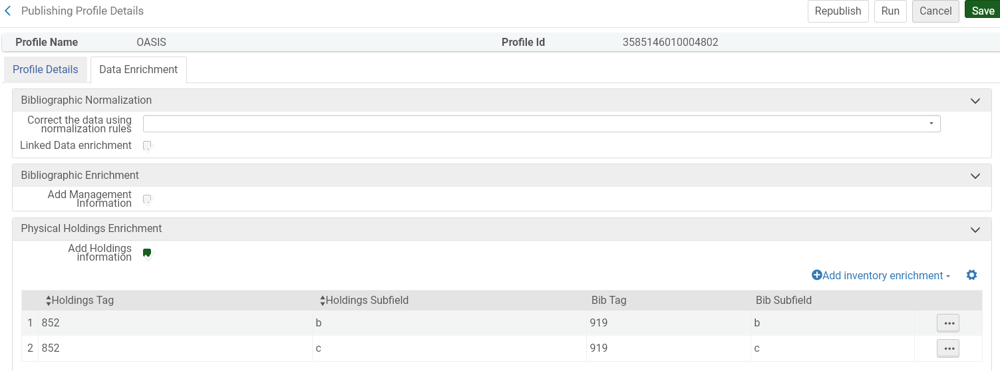 Publishing Profile Details
Republish Run Cancel Save
Profile Name OASIS Profile Id 3585146010004802
Profile Details Data Enrichment
Bibliographic Normalization
Correct the data using
normalization rules
Linked Data enrichment
Bibliographic Enrichment
Add Management
Information
Physical Holdings Enrichment
Add Holdings
information
Add inventory enrichment
Holdings Tag Holdings Subfield Bib Tag Bib Subfield
1 852 b 919 b
2 852 c 919 c